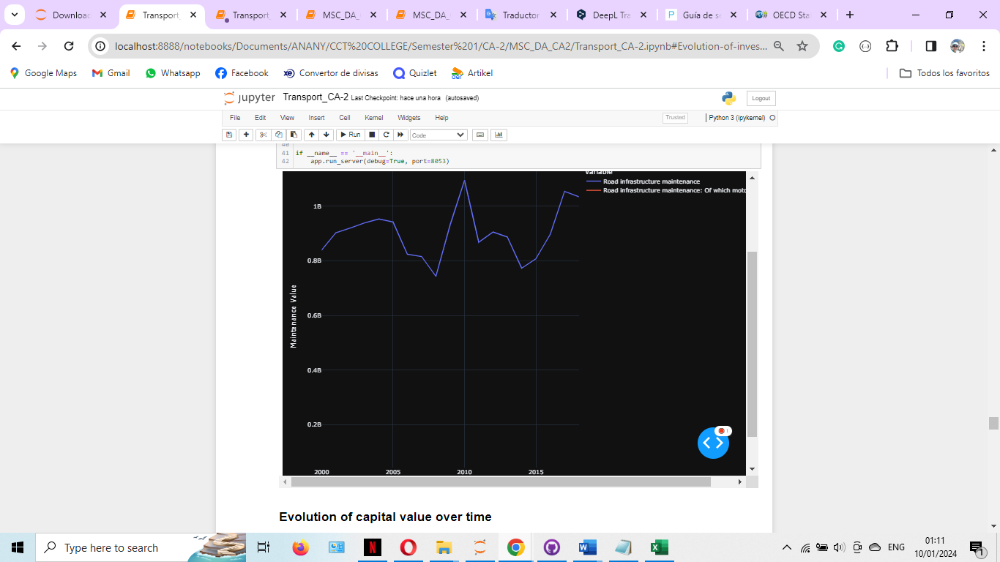 Downloa
Transport_
Transport_
MSC_DA_
MSC_DA_
Traductor
DeepL Tra
Guía de s
OECD Sta
localhost:8888/notebooks/Documents/ANANY/CCT%20COLLEGE/Semester%201/CA-2/MSC_DA_CA2/Transport_CA-2.ipynb#Evolution-of-inves...
Google Maps
Gmail
Whatsapp
Facebook
Convertor de divisas
Quizlet
Artikel
Todos los favoritos
jupyter Transport_CA-2 Last Checkpoint: hace una hora (autosaved)
Logout
File Edit View Insert Cell Kernel Widgets Help
Trusted
Python 3 (ipykernel)
Run
Code
40
41 if __name__ == '__main__':
42 app.run_server(debug=True, port=8053)
Variable
Road infrastructure maintenance
Road infrastructure maintenance: Of which moto
1B
0.8B
0.6B
0.4B
0.2B
Maintenance Value
2000 2005 2010 2015
Evolution of capital value over time
Type here to search
ENG
01:11
10/01/2024
1